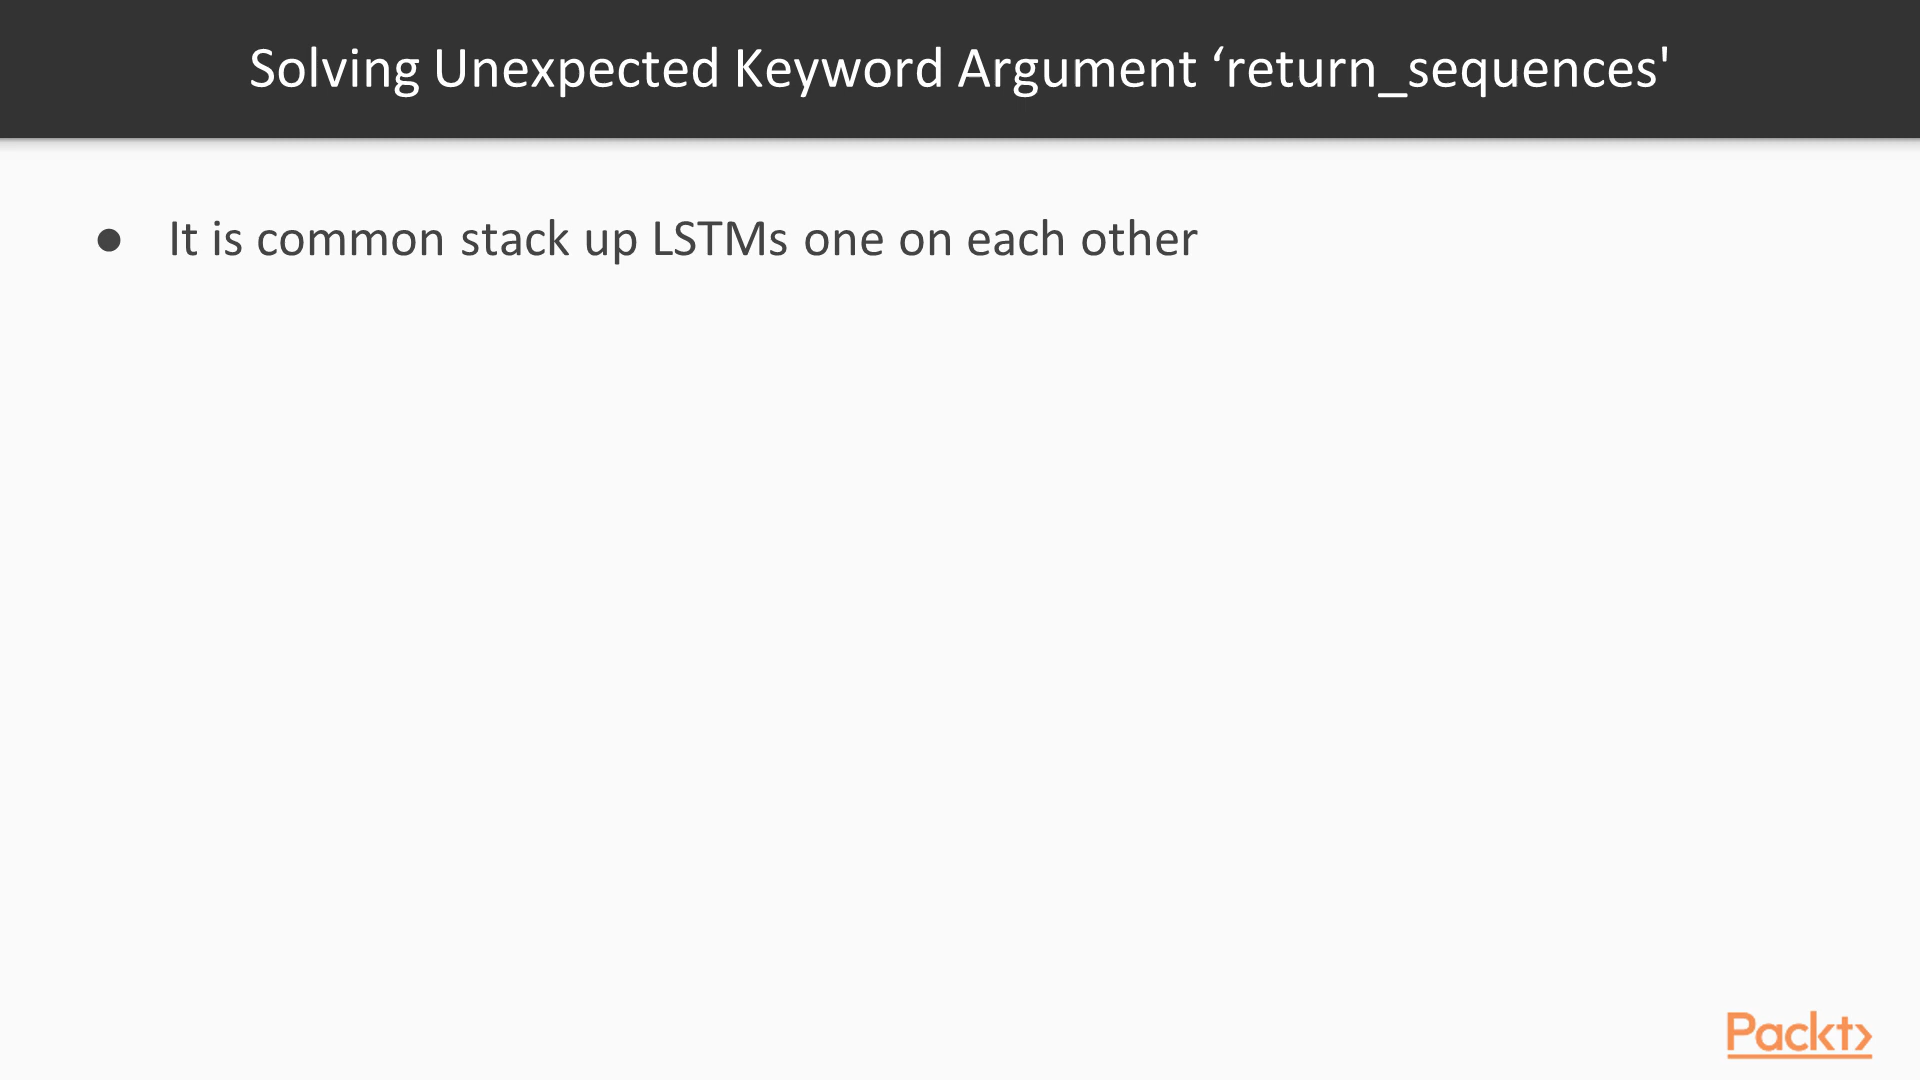 Solving Unexpected Keyword Argument ‘return_sequences'
● It is common stack up LSTMs one on each other
Packt>